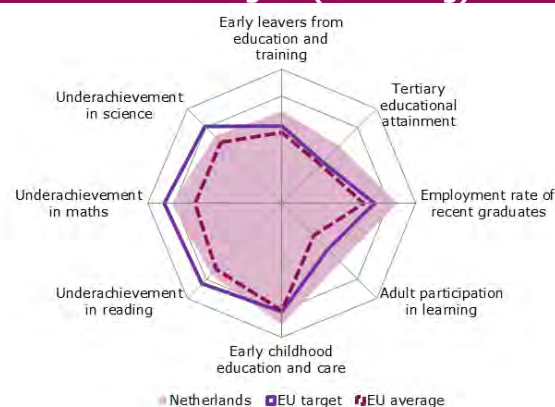 Early leavers from
education and
training
Tertiary
educational
attainment
Employment rate of
recent graduates
Adult participation
in learning
Early childhood
education and care
Underachievement
in reading
Underachievement
in maths
Underachievement
in science
Netherlands EU target EU average